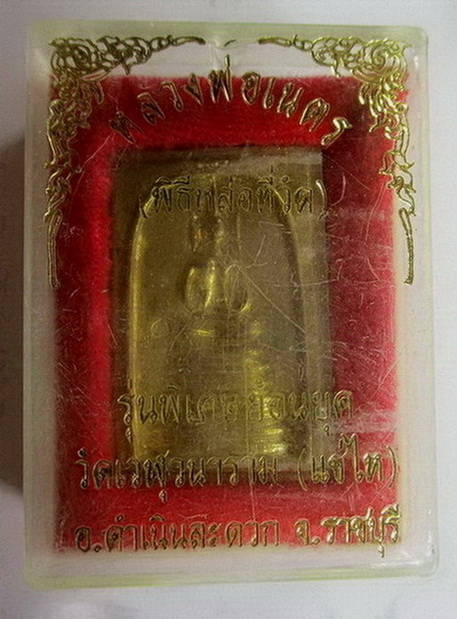 หลวงพ่อเนตร
(พิธีหล่อที่วัด)
รุ่นพิเศษย้อนยุค
วัดเวฬุวนาราม (แช่ไห)
อ.ดำเนินสะดวก จ.ราชบุรี